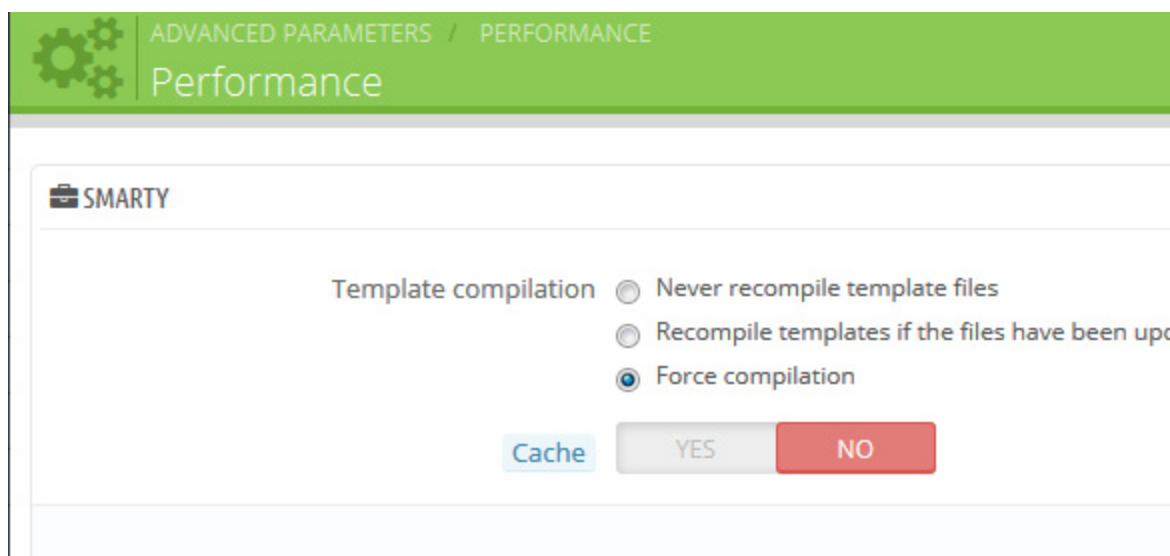 ADVANCED PARAMETERS / PERFORMANCE
Performance
SMARTY
Template compilation Never recompile template files
Recompile templates if the files have been
Force compilation
Cache YES NO